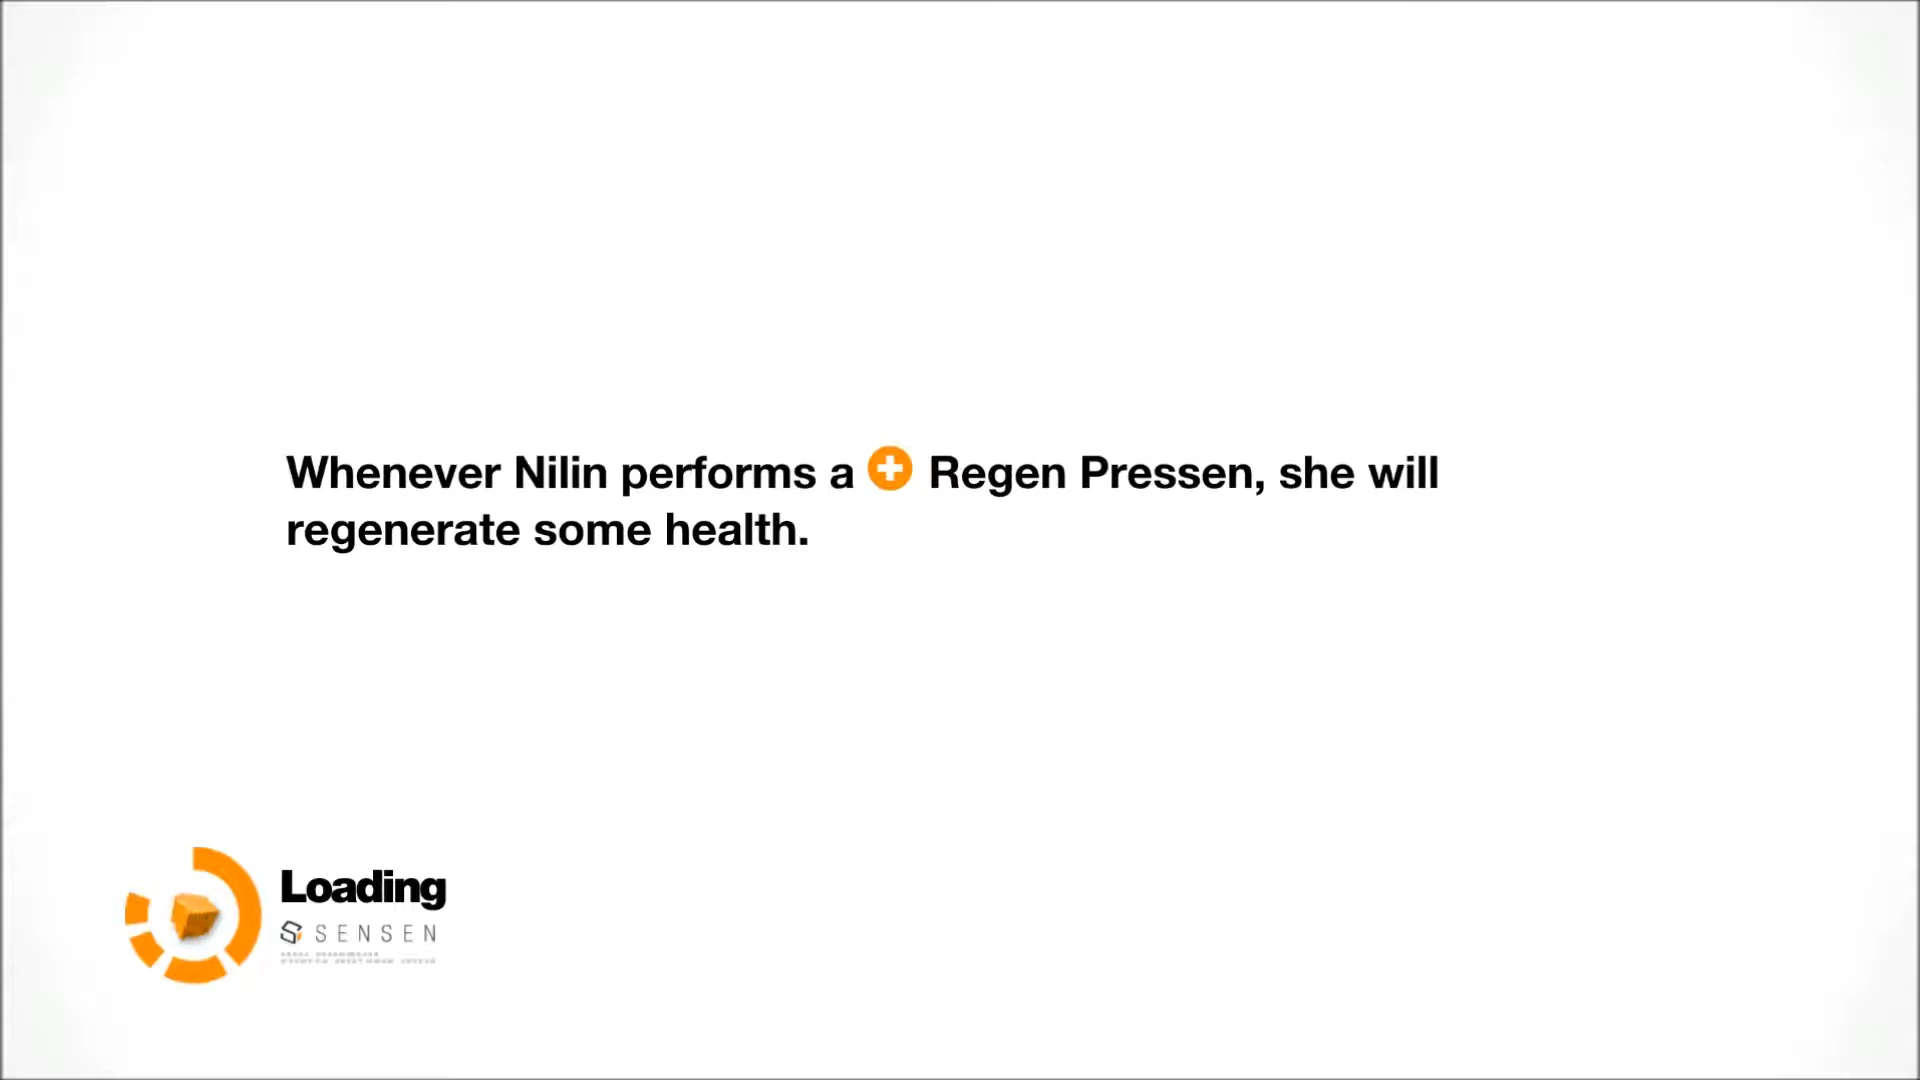 Whenever Nilin performs a Regen Pressen, she will
regenerate some health.
Loading
SENSEN